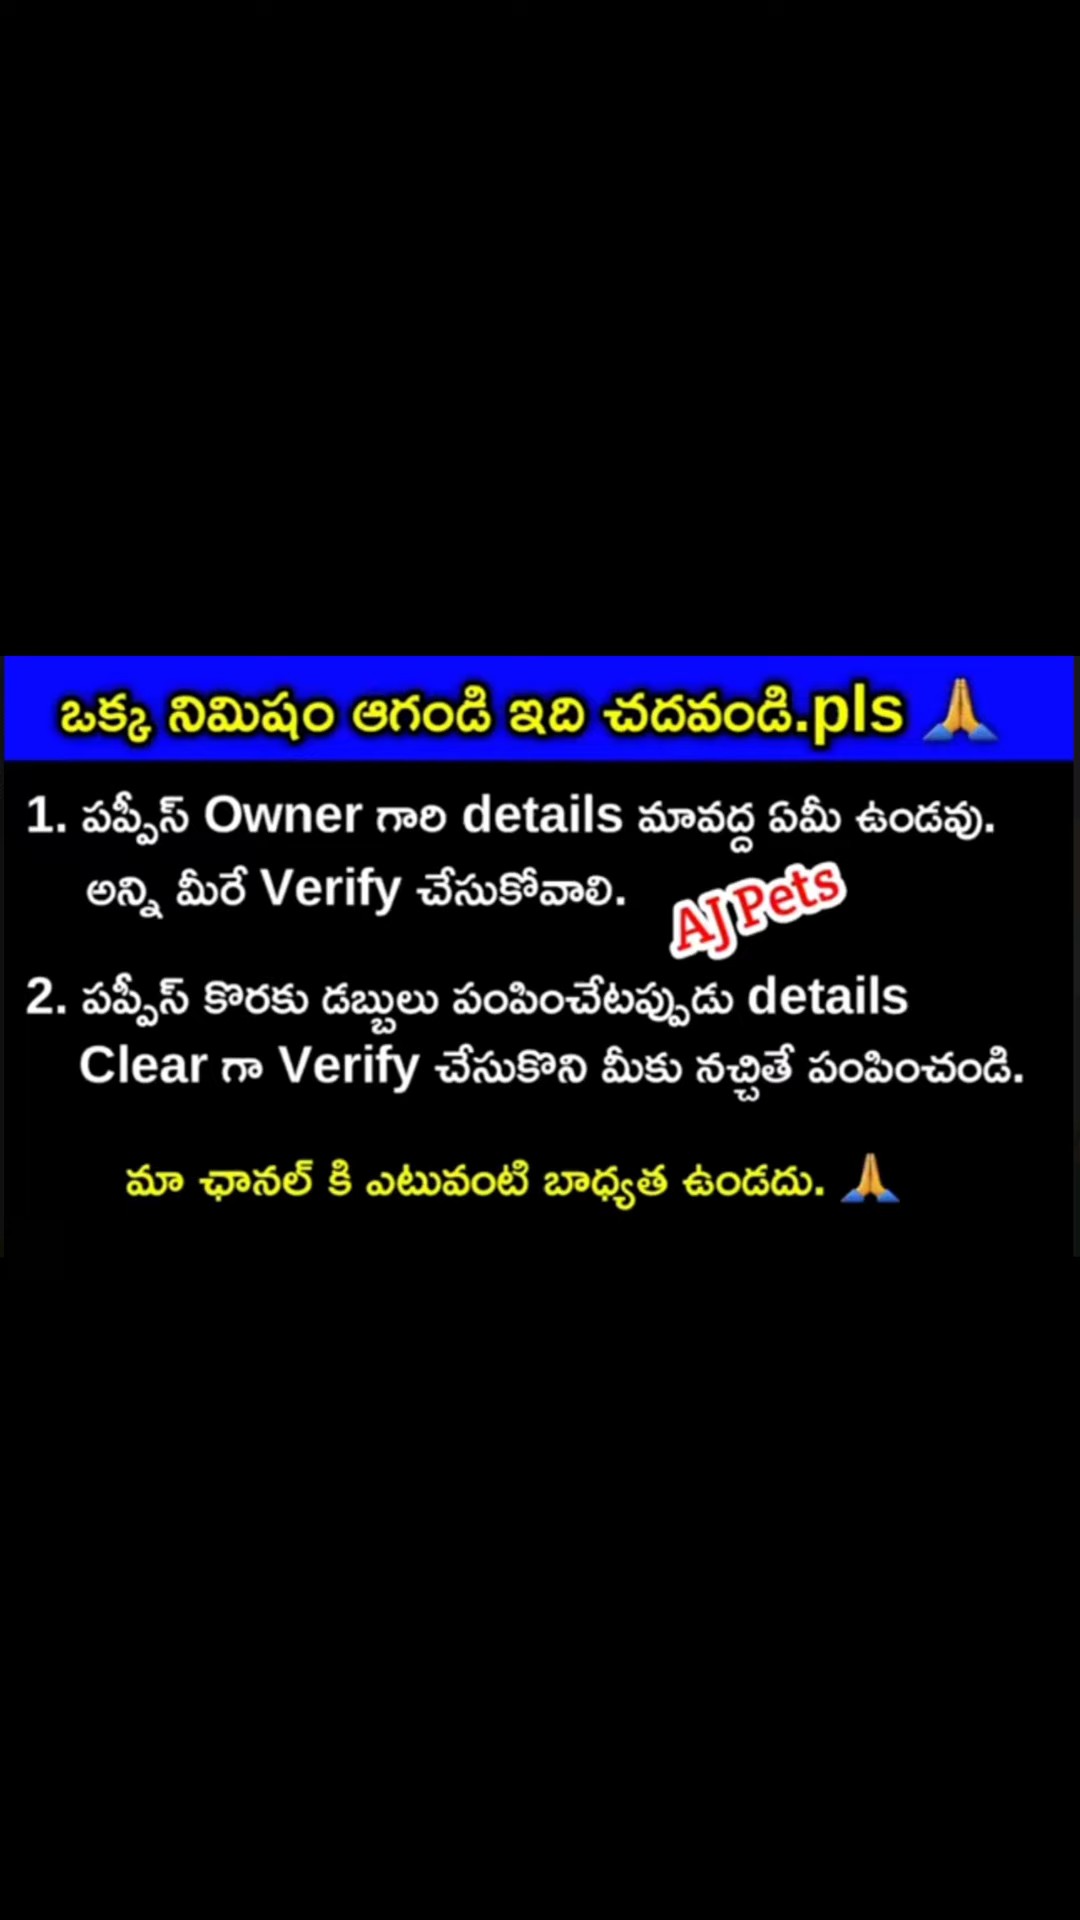 ఒక్క నిమిషం ఆగండి ఇది చదవండి.pls 🙏
1. పప్పీస్ Owner గారి details మావద్ద ఏమీ ఉండవు.
అన్ని మీరే Verify చేసుకోవాలి.
AJ Pets
2. పప్పీస్ కొరకు డబ్బులు పంపించేటప్పుడు details
Clear గా Verify చేసుకొని మీకు నచ్చితే పంపించండి.
మా ఛానల్ కి ఎటువంటి బాధ్యత ఉండదు. 🙏